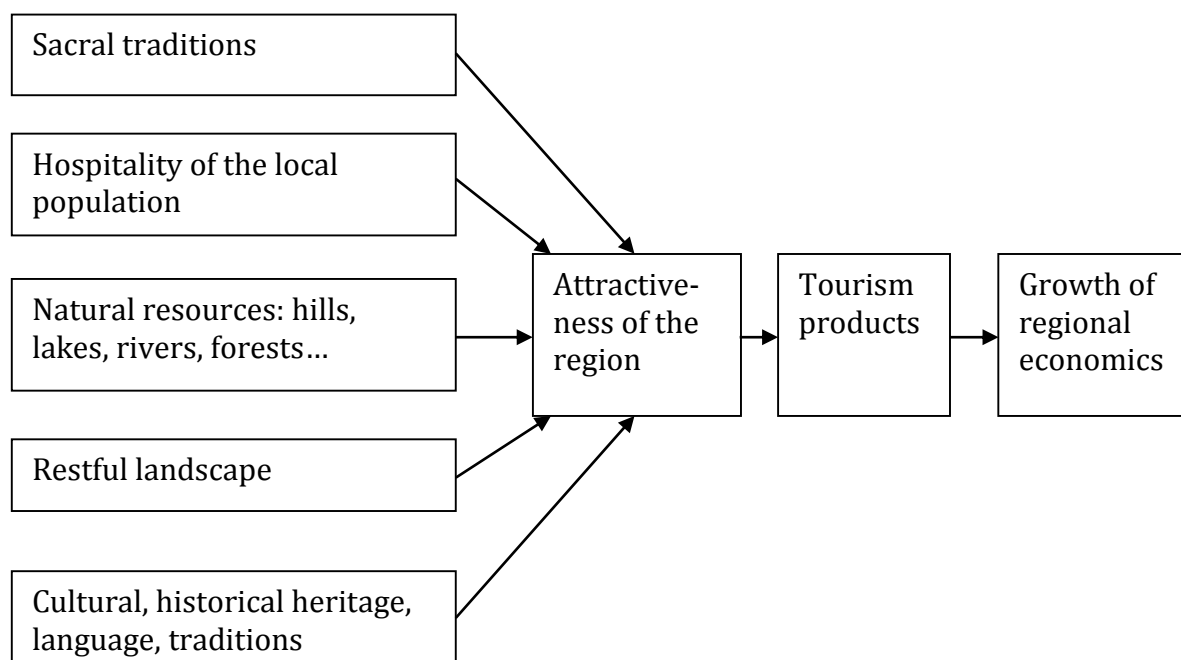 Sacral traditions
Hospitality of the local
population
Natural resources: hills,
lakes, rivers, forests…
Restful landscape
Cultural, historical heritage,
language, traditions
Attractive-
ness of the
region
Tourism
products
Growth of
regional
economics